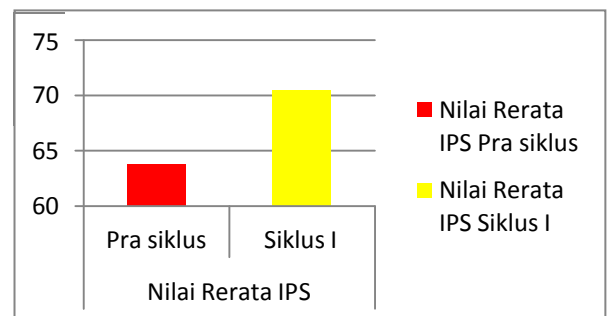 75
70
65
60
Pra siklus
Siklus I
Nilai Rerata IPS
Nilai Rerata
IPS Pra siklus
Nilai Rerata
IPS Siklus I